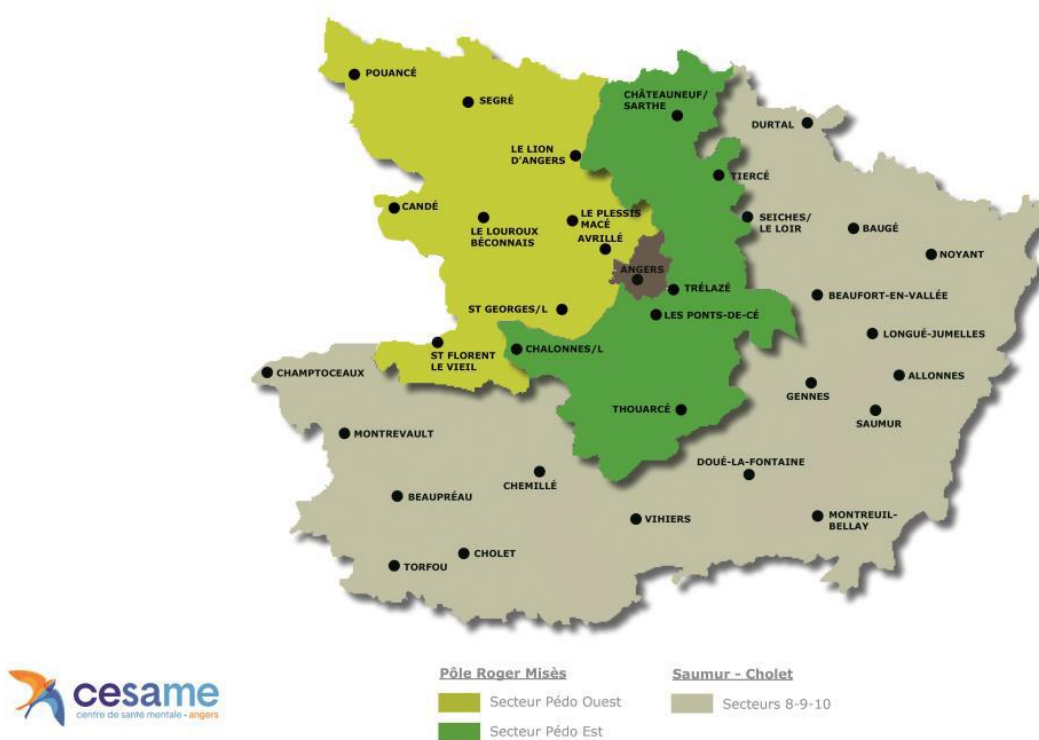 POUANCÉ
SEGRÉ
CHÂTEAUNEUF/
SARTHE
DURTAL
LE LION
D'ANGERS
TIERCÉ
CANDÉ
LE LOUROUX
BÉCONNAIS
LE PLESSIS
MACÉ
AVRILLÉ
SEICHES/
LE LOIR
BAUGÉ
NOYANT
ANGERS
TRÉLAZÉ
BEAUFORT-EN-VALLÉE
ST GEORGES/L
LES PONTS-DE-CÉ
LONGUÉ-JUMELLES
ST FLORENT
LE VIEIL
CHALONNES/L
CHAMPTOCEAUX
ALLONNES
GENNES
THOUARCÉ
SAUMUR
MONTREVAULT
DOUÉ-LA-FONTAINE
CHEMILLÉ
BEAUPRÉAU
VIHIERS
MONTREUIL-
BELLAY
CHOLET
TORFOU
cesame
centre de santé mentale • angers
Pôle Roger Misès
Secteur Pédo Ouest
Secteur Pédo Est
Saumur - Cholet
Secteurs 8-9-10